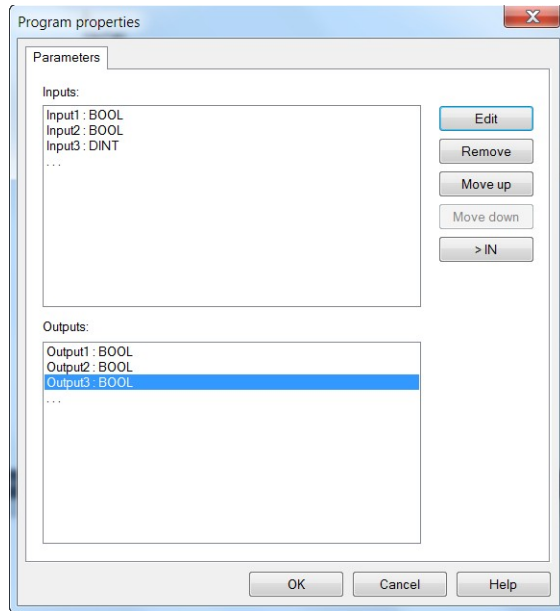 Program properties
X
Parameters
Inputs:
Input1 : BOOL
Input2 : BOOL
Input3 : DINT
. . .
Edit
Remove
Move up
Move down
> IN
Outputs:
Output1 : BOOL
Output2 : BOOL
Output3 : BOOL
. . .
OK
Cancel
Help